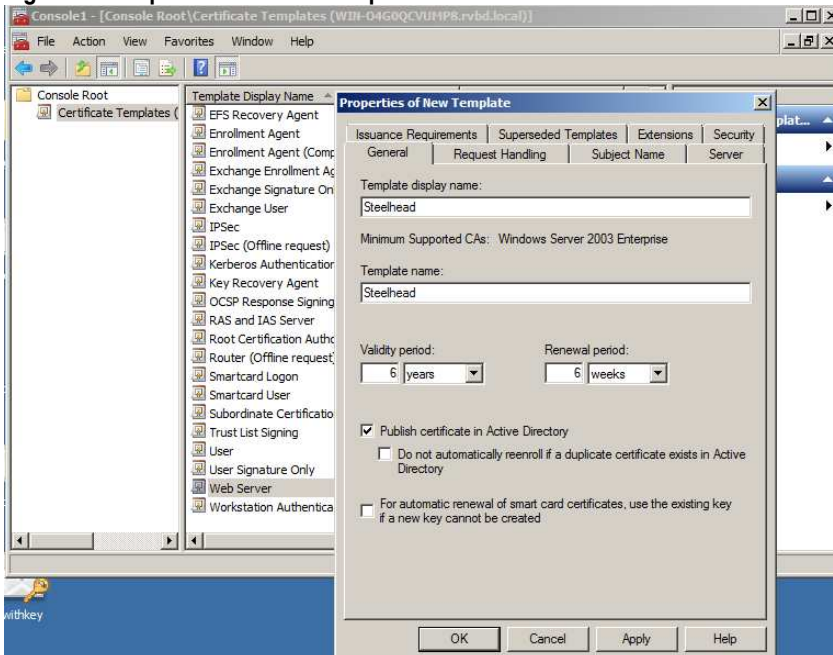 Console1 - [Console Root\Certificate Templates (WIN-O4G0QCVUMP8.rvbd.local)]
File Action View Favorites Window Help
Console Root
Certificate Templates (
Template Display Name
EFS Recovery Agent
Enrollment Agent
Enrollment Agent (Comp
Exchange Enrollment Ag
Exchange Signature On
Exchange User
IPSec
IPSec (Offline request)
Kerberos Authentication
Key Recovery Agent
OCSP Response Signing
RAS and IAS Server
Root Certification Autho
Router (Offline request)
Smartcard Logon
Smartcard User
Subordinate Certificatio
Trust List Signing
User
User Signature Only
Web Server
Workstation Authentica
plat...
Properties of New Template
Issuance Requirements Superseded Templates Extensions Security
General Request Handling Subject Name Server
Template display name:
Steelhead
Minimum Supported CAs: Windows Server 2003 Enterprise
Template name:
Steelhead
Validity period: Renewal period:
6 years 6 weeks
Publish certificate in Active Directory
Do not automatically reenroll if a duplicate certificate exists in Active
Directory
For automatic renewal of smart card certificates, use the existing key
if a new key cannot be created
OK Cancel Apply Help
withkey